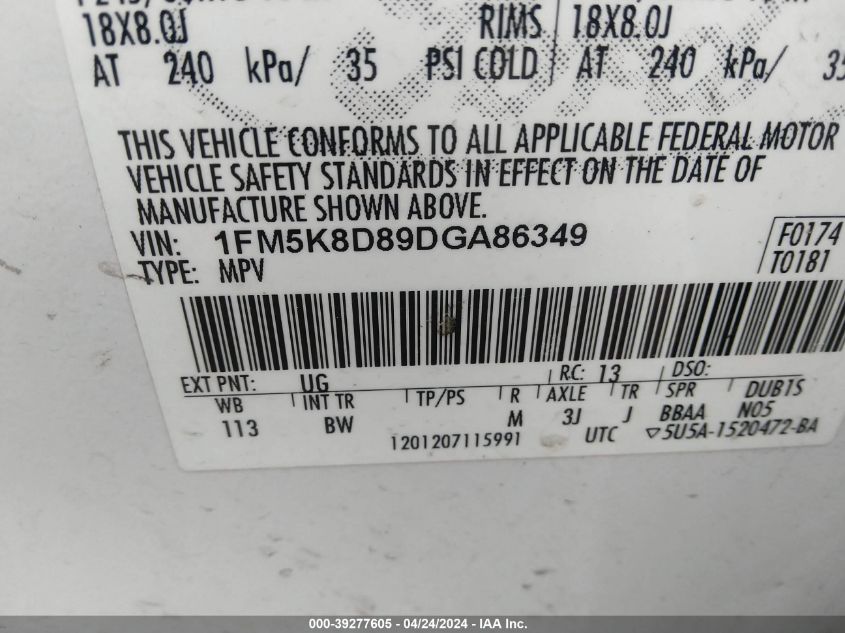 18X8.0J RIMS 18X8.0J
AT 240 kPa/ 35 PSI COLD AT 240 kPa/ 35
THIS VEHICLE CONFORMS TO ALL APPLICABLE FEDERAL MOTOR
VEHICLE SAFETY STANDARDS IN EFFECT ON THE DATE OF
MANUFACTURE SHOWN ABOVE.
VIN: 1FM5K8D89DGA86349 F0174
TYPE: MPV T0181
EXT PNT: UG RC: 13 DSO:
WB INT TR TP/PS R AXLE TR SPR DUB1S
113 BW M 3J J BBAA N05
1201207115991 UTC ▽5U5A-1520472-BA
000-39277605 - 04/24/2024 - IAA Inc.